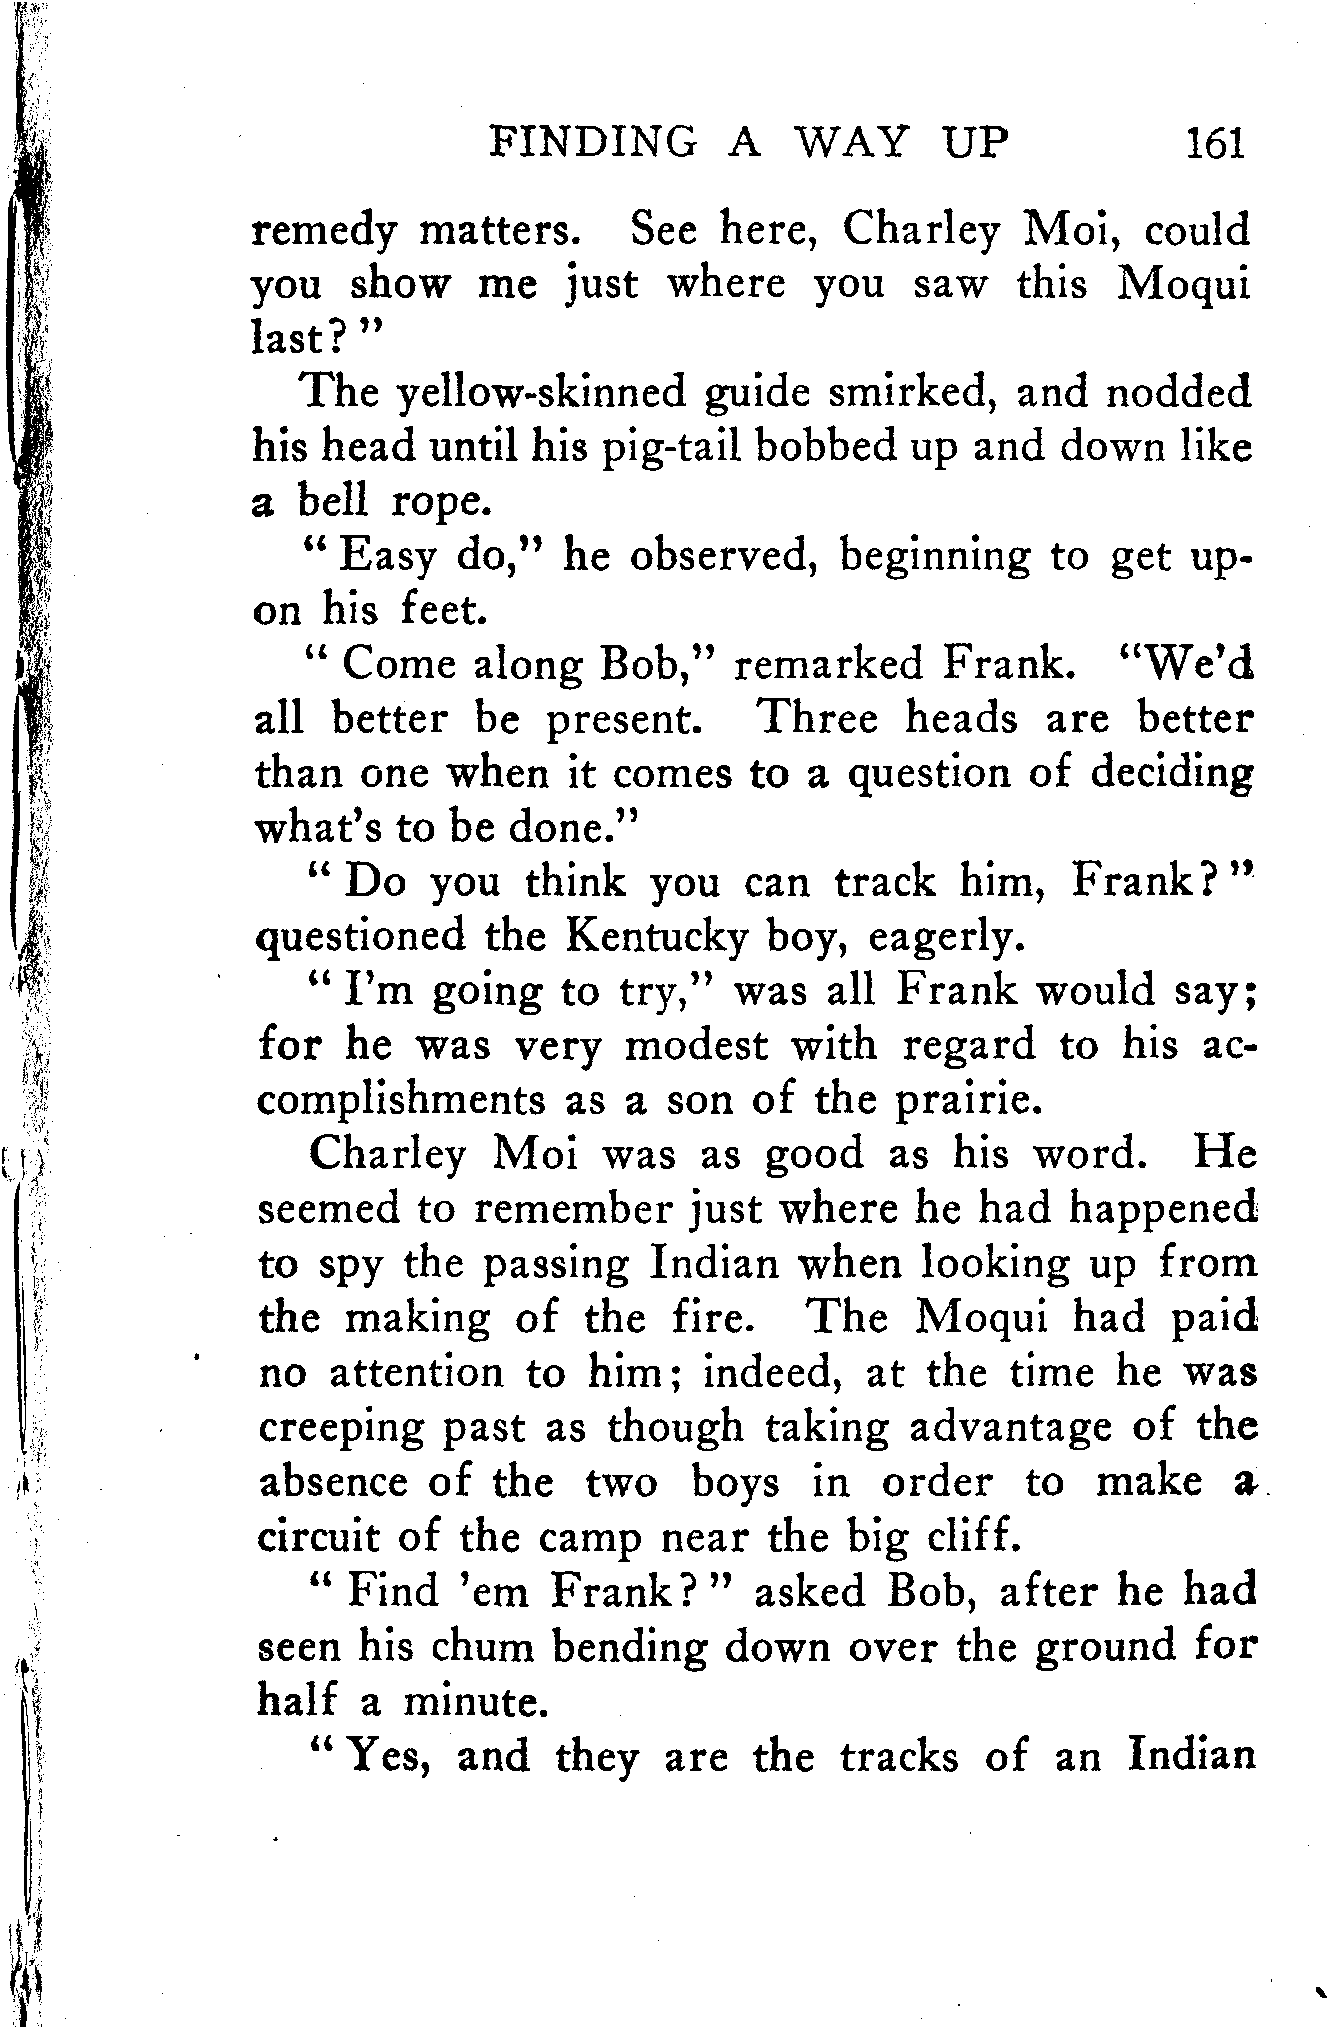 FINDING A WAY UP 161
remedy matters. See here, Charley Moi, could
you show me just where you saw this Moqui
last? "
The yellow-skinned guide smirked, and nodded
his head until his pig-tail bobbed up and down like
a bell rope.
" Easy do," he observed, beginning to get up-
on his feet.
" Come along Bob," remarked Frank. "We'd
all better be present. Three heads are better
than one when it comes to a question of deciding
what's to be done."
" Do you think you can track him, Frank? "
questioned the Kentucky boy, eagerly.
" I'm going to try," was all Frank would say;
for he was very modest with regard to his ac-
complishments as a son of the prairie.
Charley Moi was as good as his word. He
seemed to remember just where he had happened
to spy the passing Indian when looking up from
the making of the fire. The Moqui had paid
no attention to him; indeed, at the time he was
creeping past as though taking advantage of the
absence of the two boys in order to make a
circuit of the camp near the big cliff.
" Find 'em Frank? " asked Bob, after he had
seen his chum bending down over the ground for
half a minute.
" Yes, and they are the tracks of an Indian